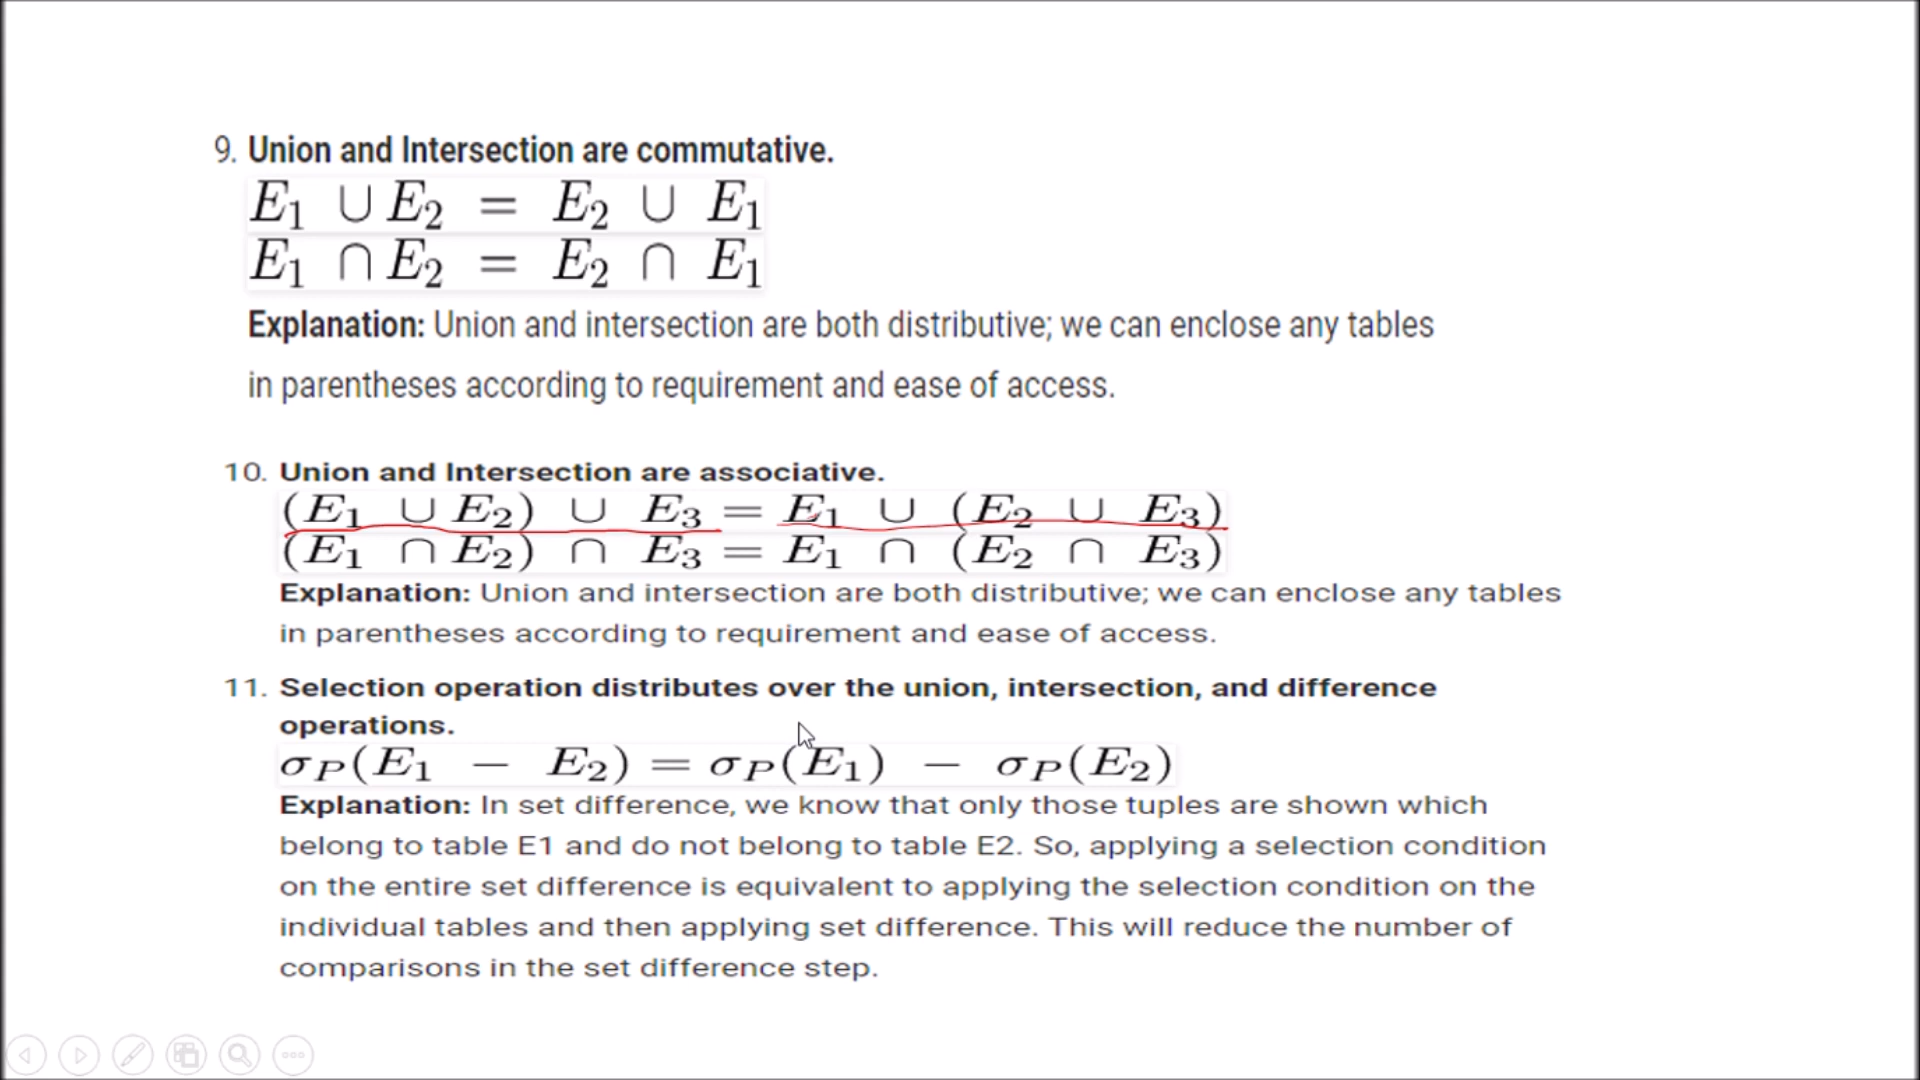 9. Union and Intersection are commutative.
E₁ ∪ E₂ = E₂ ∪ E₁
E₁ ∩ E₂ = E₂ ∩ E₁
Explanation: Union and intersection are both distributive; we can enclose any tables
in parentheses according to requirement and ease of access.
10. Union and Intersection are associative.
(E₁ ∪ E₂) ∪ E₃ = E₁ ∪ (E₂ ∪ E₃)
(E₁ ∩ E₂) ∩ E₃ = E₁ ∩ (E₂ ∩ E₃)
Explanation: Union and intersection are both distributive; we can enclose any tables
in parentheses according to requirement and ease of access.
11. Selection operation distributes over the union, intersection, and difference
operations.
σ_P(E₁ − E₂) = σ_P(E₁) − σ_P(E₂)
Explanation: In set difference, we know that only those tuples are shown which
belong to table E1 and do not belong to table E2. So, applying a selection condition
on the entire set difference is equivalent to applying the selection condition on the
individual tables and then applying set difference. This will reduce the number of
comparisons in the set difference step.